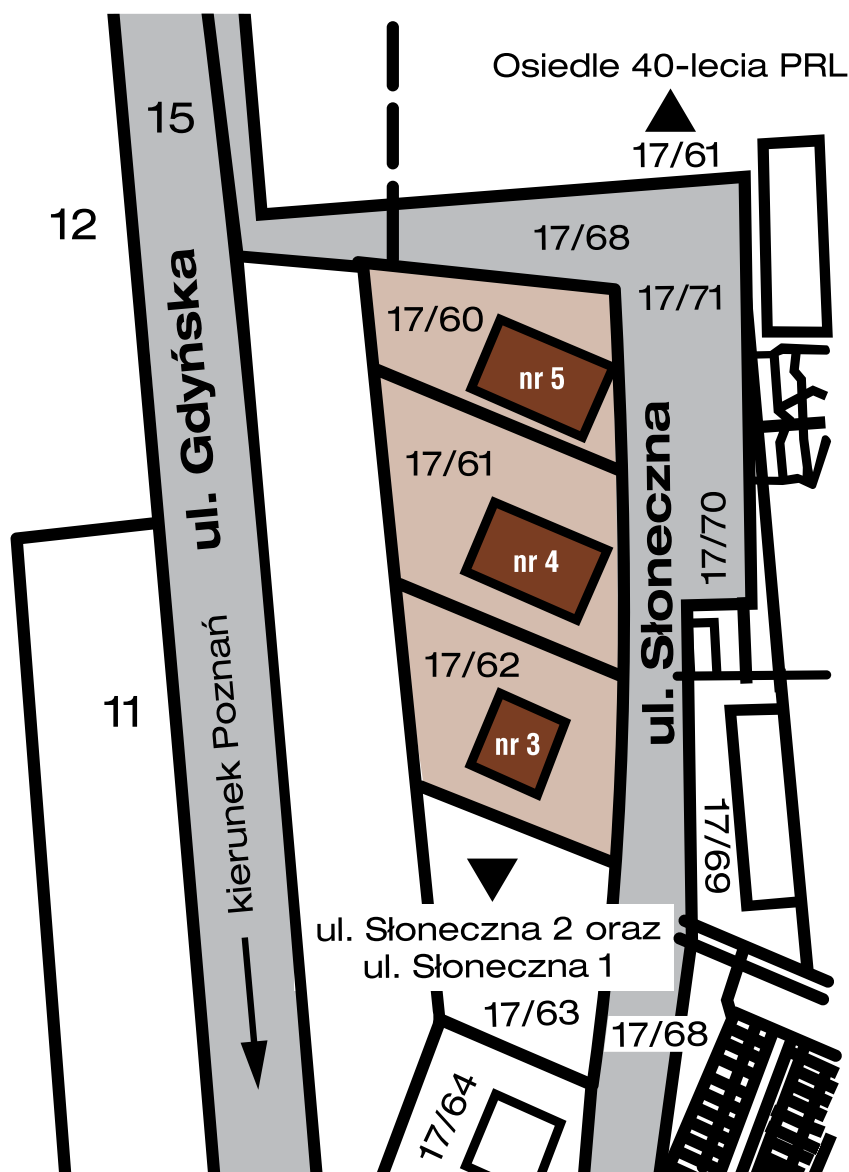 Osiedle 40-lecia PRL
15
17/61
12
17/68
17/71
17/60
nr 5
ul. Gdyńska
ul. Słoneczna
17/61
17/70
nr 4
kierunek Poznań
17/62
11
nr 3
17/69
ul. Słoneczna 2 oraz
ul. Słoneczna 1
17/63
17/68
17/64